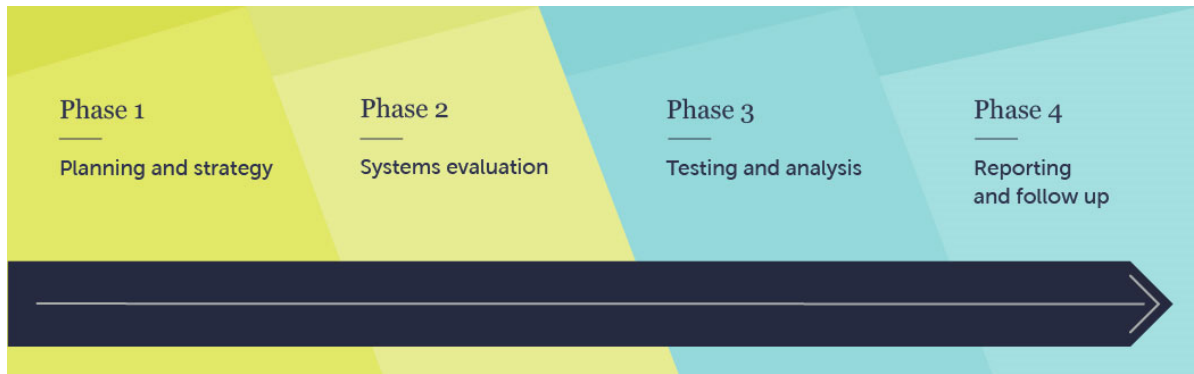 Phase 1
Planning and strategy
Phase 2
Systems evaluation
Phase 3
Testing and analysis
Phase 4
Reporting
and follow up